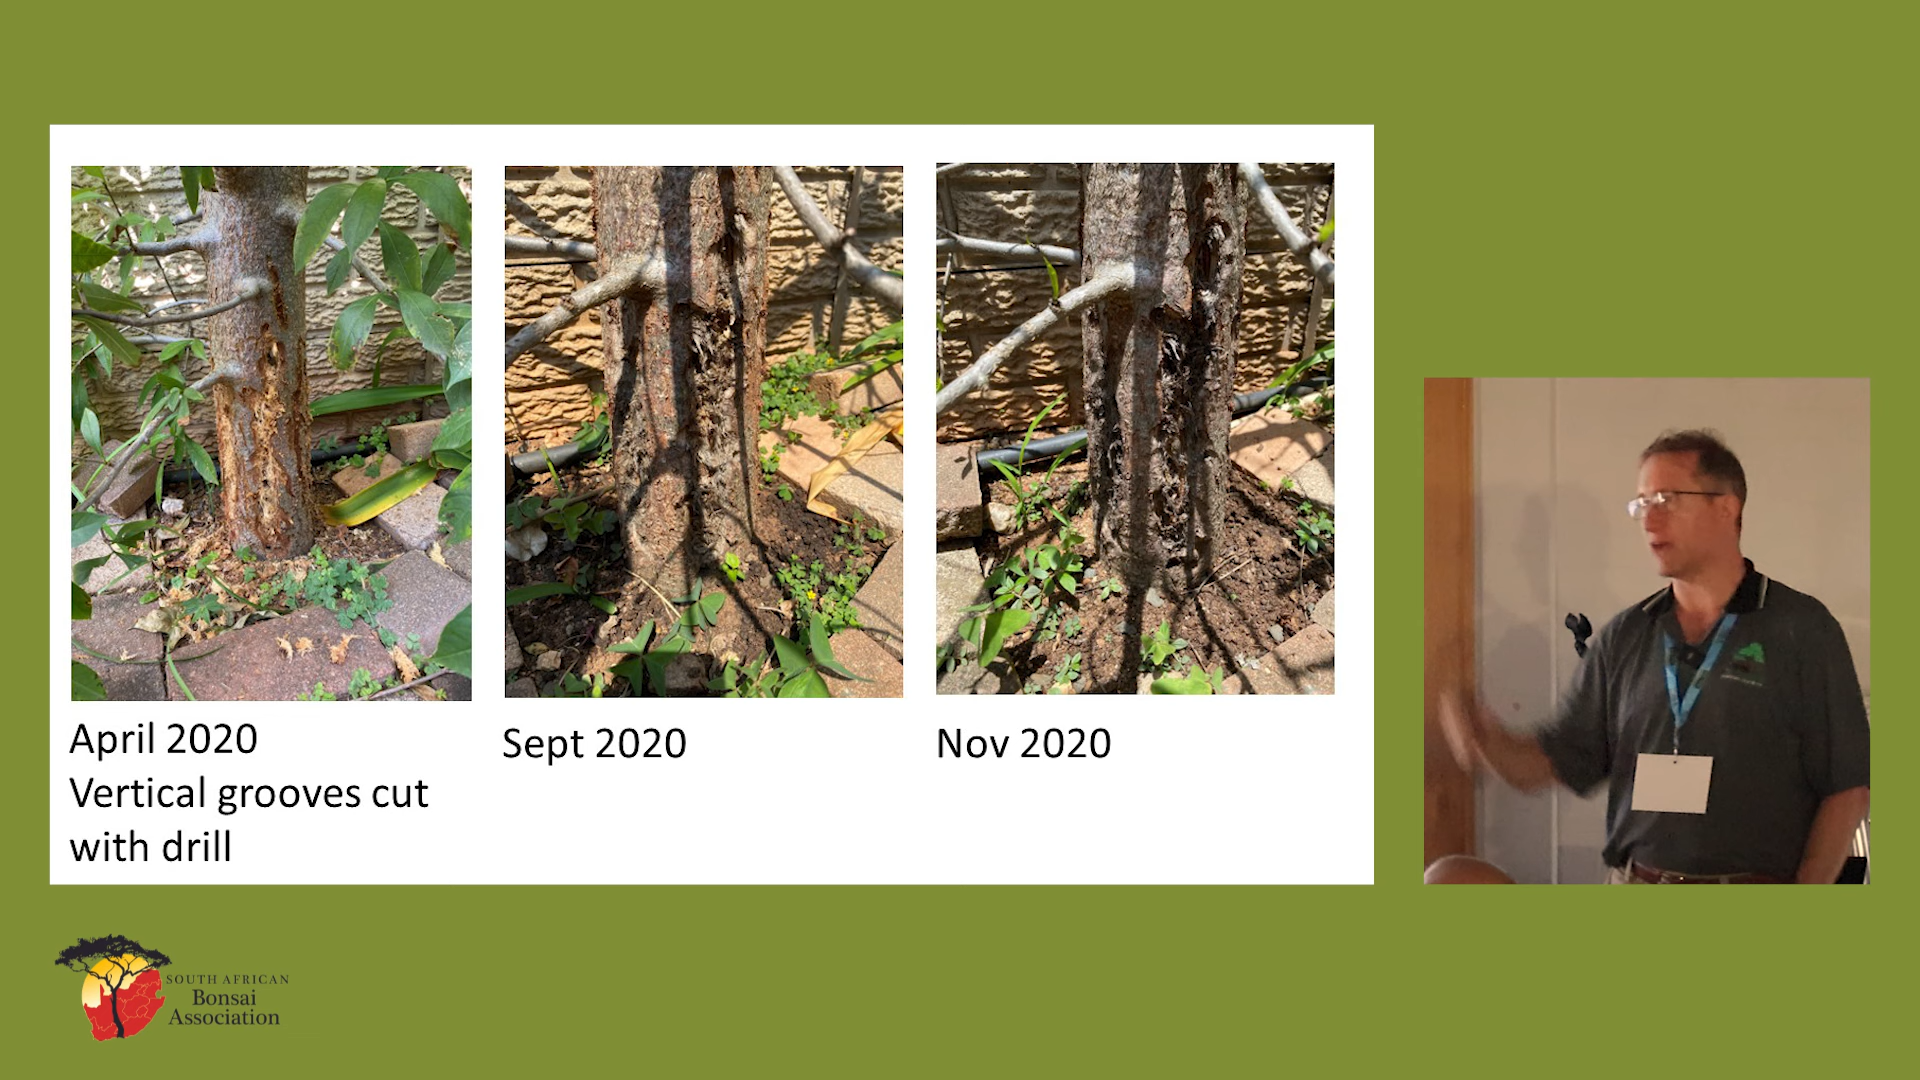 April 2020
Vertical grooves cut
with drill
Sept 2020
Nov 2020
SOUTH AFRICAN
Bonsai
Association